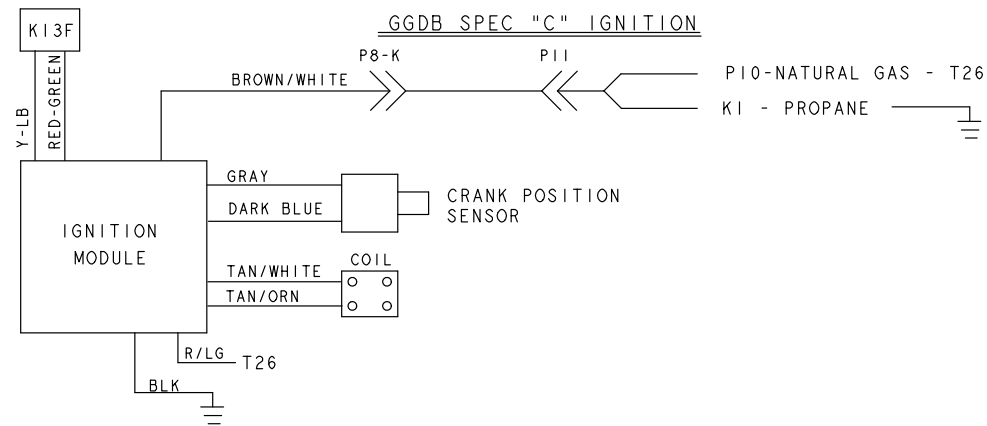 GGDB SPEC "C" IGNITION
K13F
P8-K
P11
BROWN/WHITE
P10-NATURAL GAS - T26
K1 - PROPANE
Y-LB
RED-GREEN
GRAY
DARK BLUE
CRANK POSITION
SENSOR
IGNITION
MODULE
COIL
TAN/WHITE
TAN/ORN
R/LG
T26
BLK